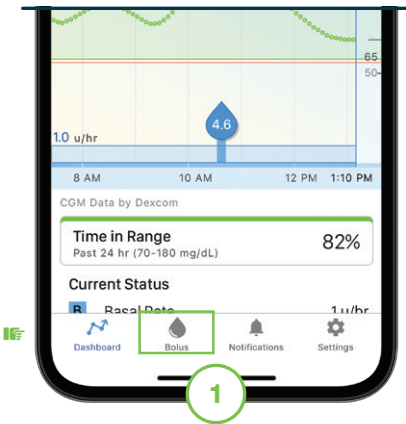 65
50
4.6
1.0 u/hr
8 AM 10 AM 12 PM 1:10 PM
CGM Data by Dexcom
Time in Range
82%
Past 24 hr (70-180 mg/dL)
Current Status
B Basal Rate 1 u/hr
Dashboard Bolus Notifications Settings
1